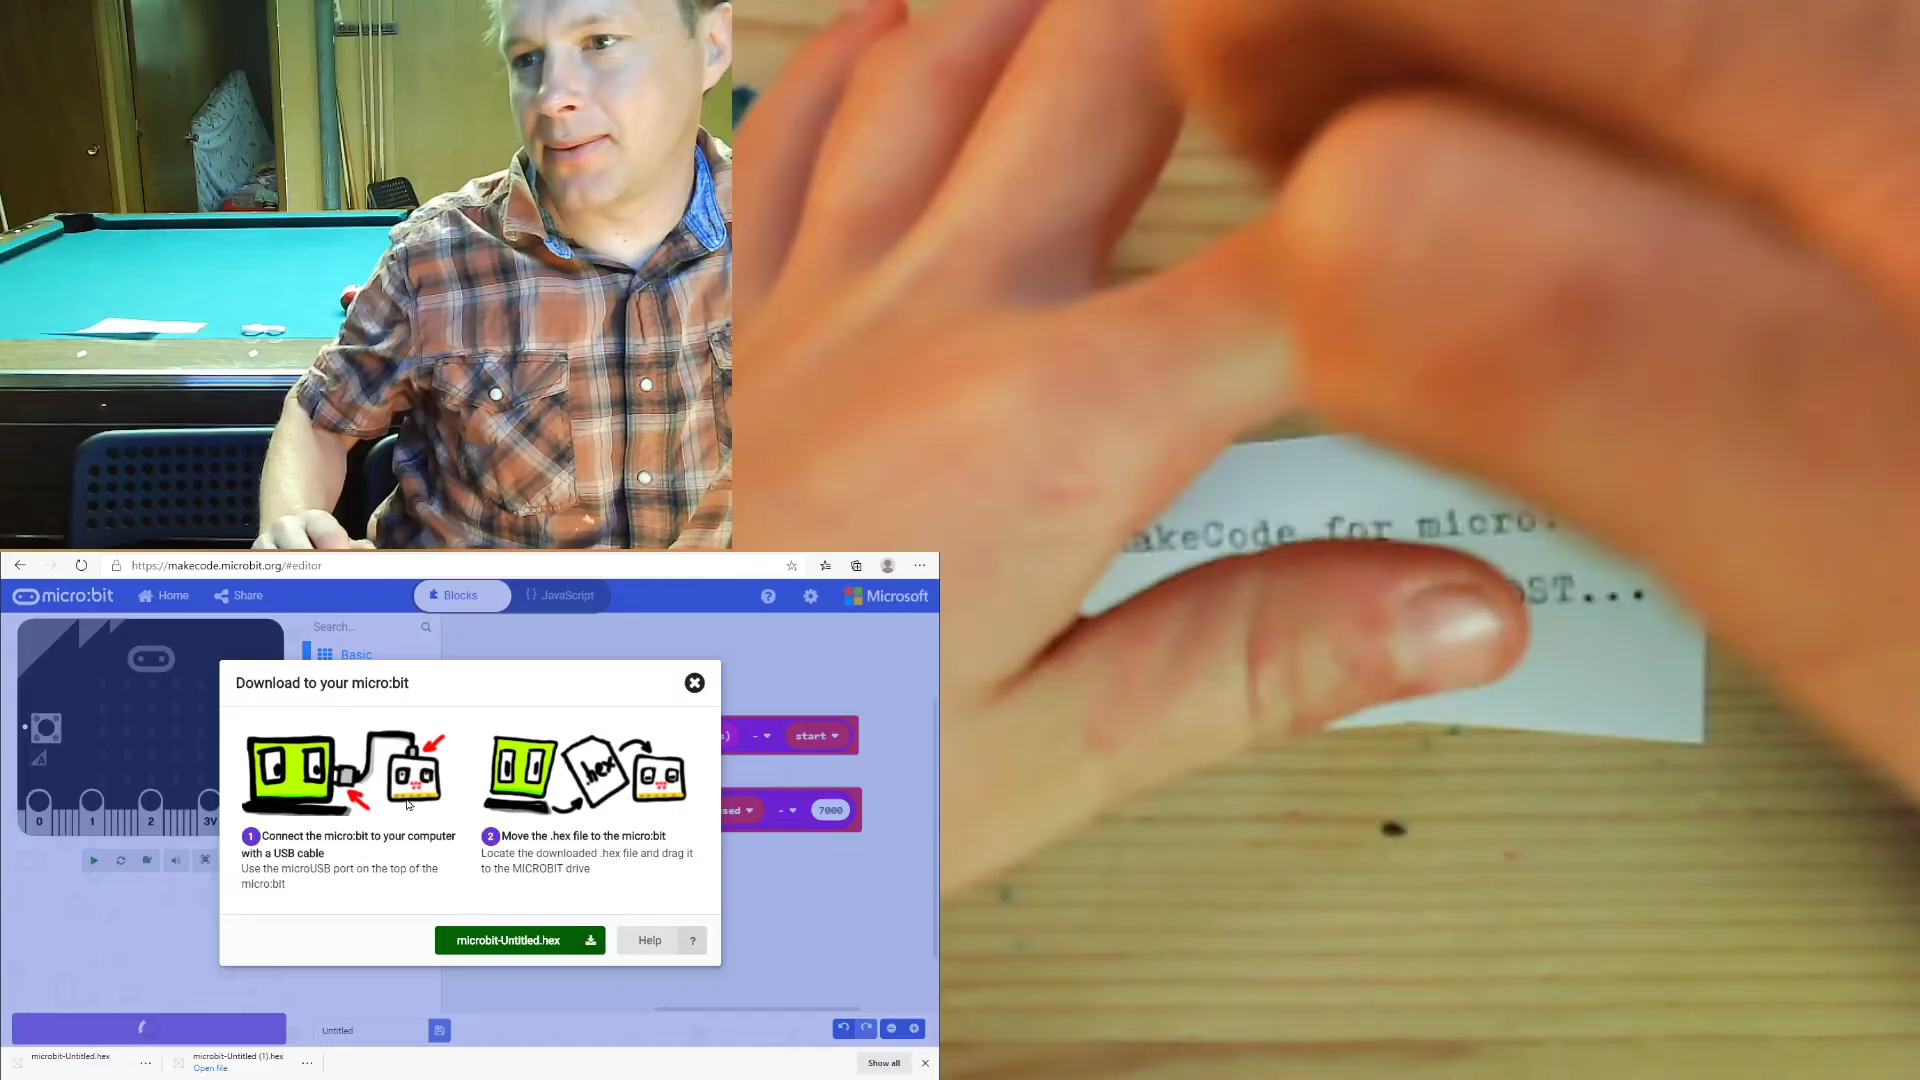 https://makecode.microbit.org/#editor
micro:bit
Home
Share
Blocks
{} JavaScript
?
Microsoft
Search...
Basic
Download to your micro:bit
start
7000
.hex
1 Connect the micro:bit to your computer
with a USB cable
Use the microUSB port on the top of the
micro:bit
2 Move the .hex file to the micro:bit
Locate the downloaded .hex file and drag it
to the MICROBIT drive
microbit-Untitled.hex
Help ?
A
0 1 2 3V
Untitled
microbit-Untitled.hex
microbit-Untitled (1).hex
Open file
Show all
for micro